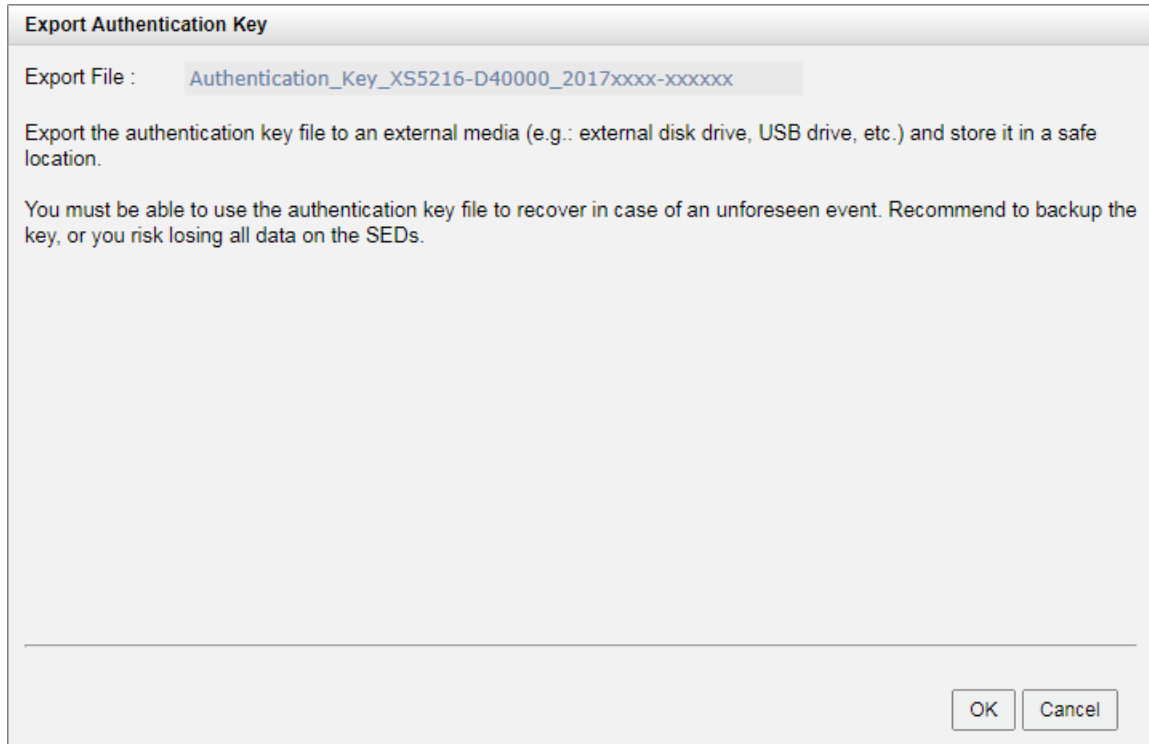 Export Authentication Key
Export File :
Authentication_Key_XS5216-D40000_2017xxxx-xxxxxx
Export the authentication key file to an external media (e.g.: external disk drive, USB drive, etc.) and store it in a safe
location.
You must be able to use the authentication key file to recover in case of an unforeseen event. Recommend to backup the
key, or you risk losing all data on the SEDs.
OK
Cancel